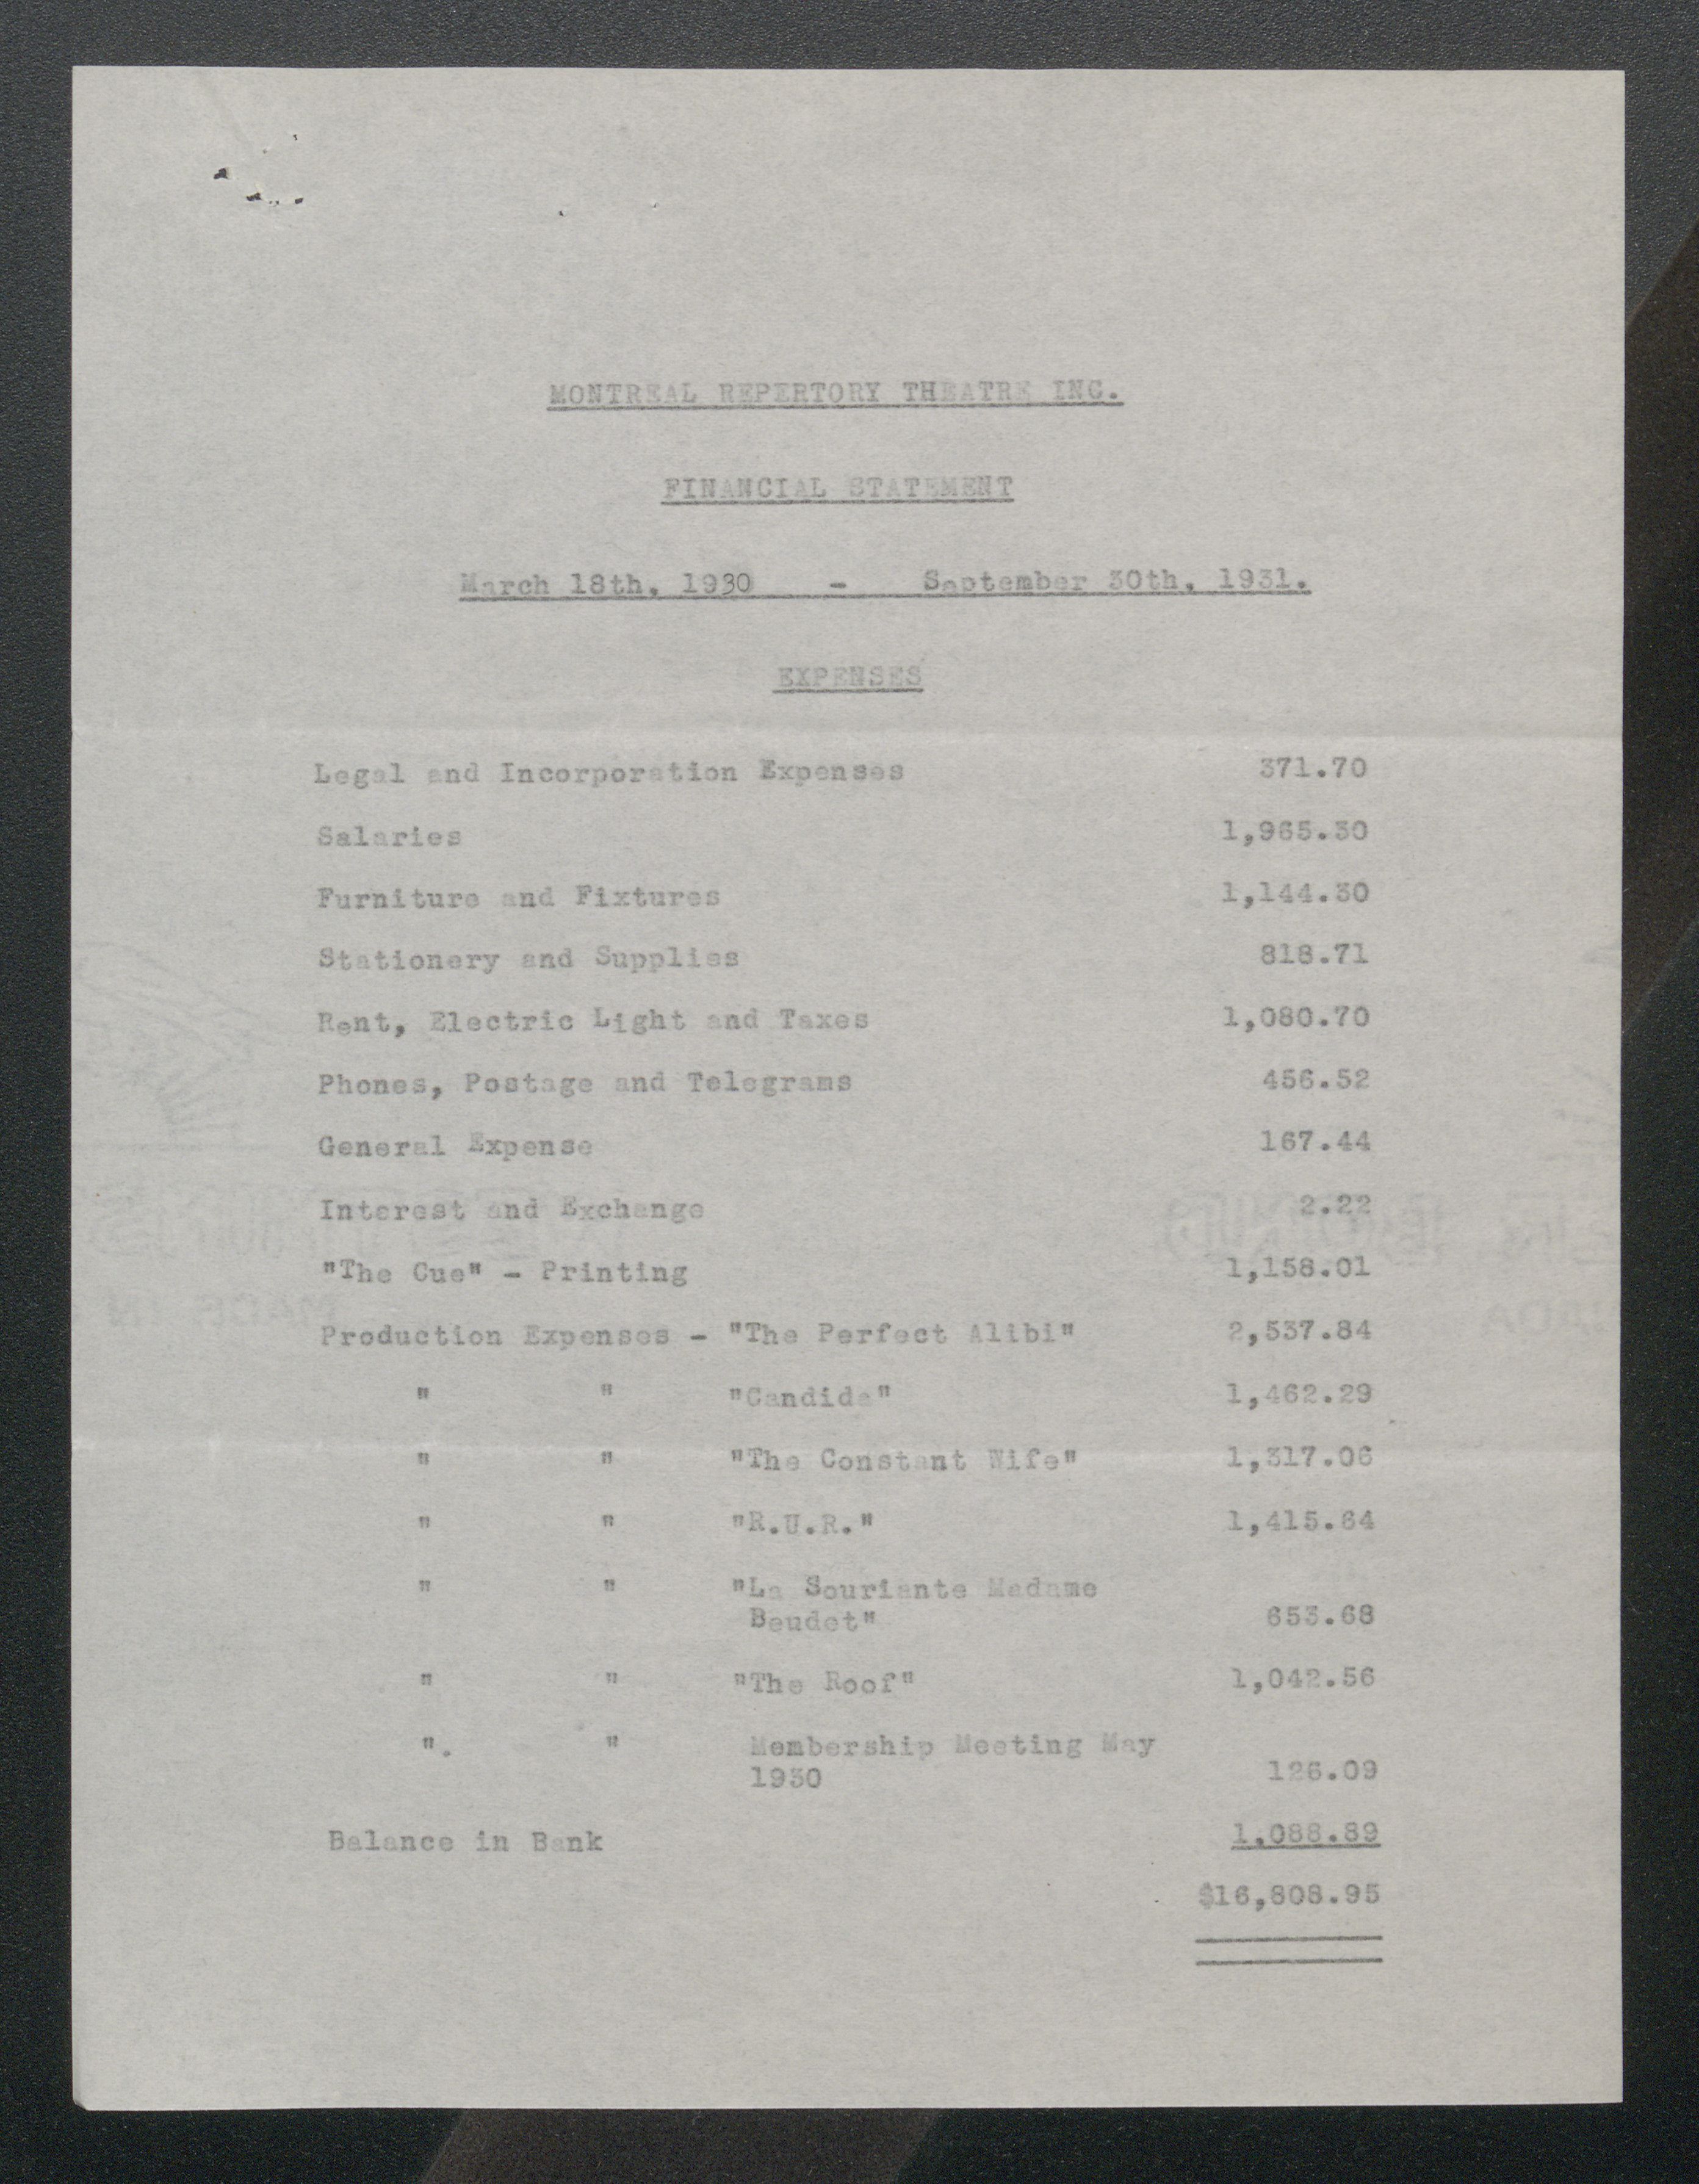 MONTREAL REPERTORY THEATRE INC.
FINANCIAL STATEMENT
March 18th, 1930 - September 30th, 1931.
EXPENSES
Legal and Incorporation Expenses 371.70
Salaries 1,965.30
Furniture and Fixtures 1,144.30
Stationery and Supplies 818.71
Rent, Electric Light and Taxes 1,080.70
Phones, Postage and Telegrams 456.52
General Expense 167.44
Interest and Exchange 2.22
"The Cue" - Printing 1,158.01
Production Expenses - "The Perfect Alibi" 2,537.84
" " "Candida" 1,462.29
" " "The Constant Wife" 1,317.06
" " "R.U.R." 1,415.64
" " "La Souriante Madame
Beudet" 653.68
" " "The Roof" 1,042.56
". " Membership Meeting May
1930 126.09
Balance in Bank 1,088.89
$16,808.95